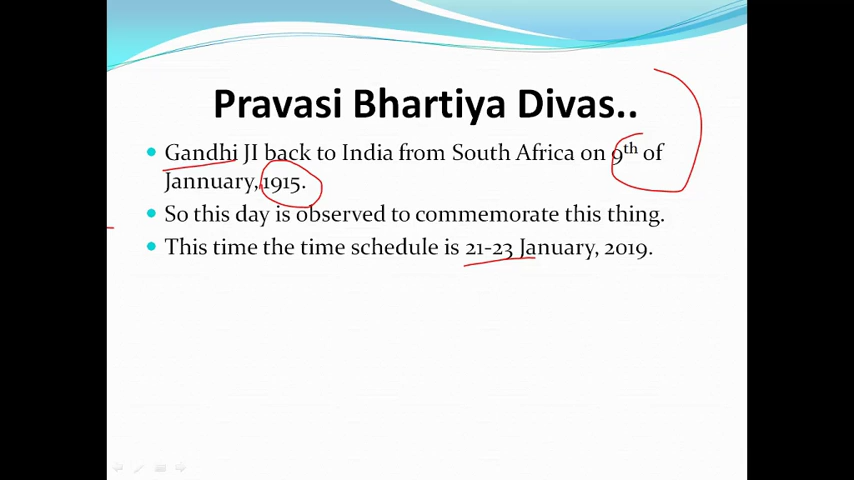 Pravasi Bhartiya Divas..
Gandhi JI back to India from South Africa on 9th of
Jannuary, 1915.
So this day is observed to commemorate this thing.
This time the time schedule is 21-23 January, 2019.